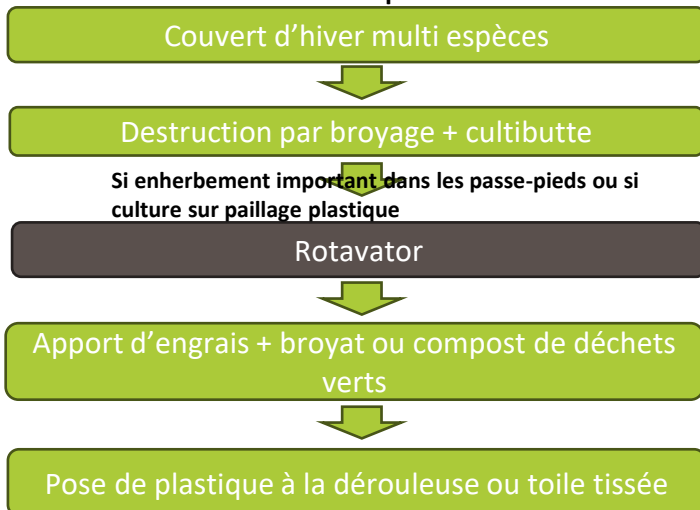 Couvert d'hiver multi espèces
Destruction par broyage + cultibutte
Si enherbement important dans les passe-pieds ou si
culture sur paillage plastique
Rotavator
Apport d'engrais + broyat ou compost de déchets
verts
Pose de plastique à la dérouleuse ou toile tissée